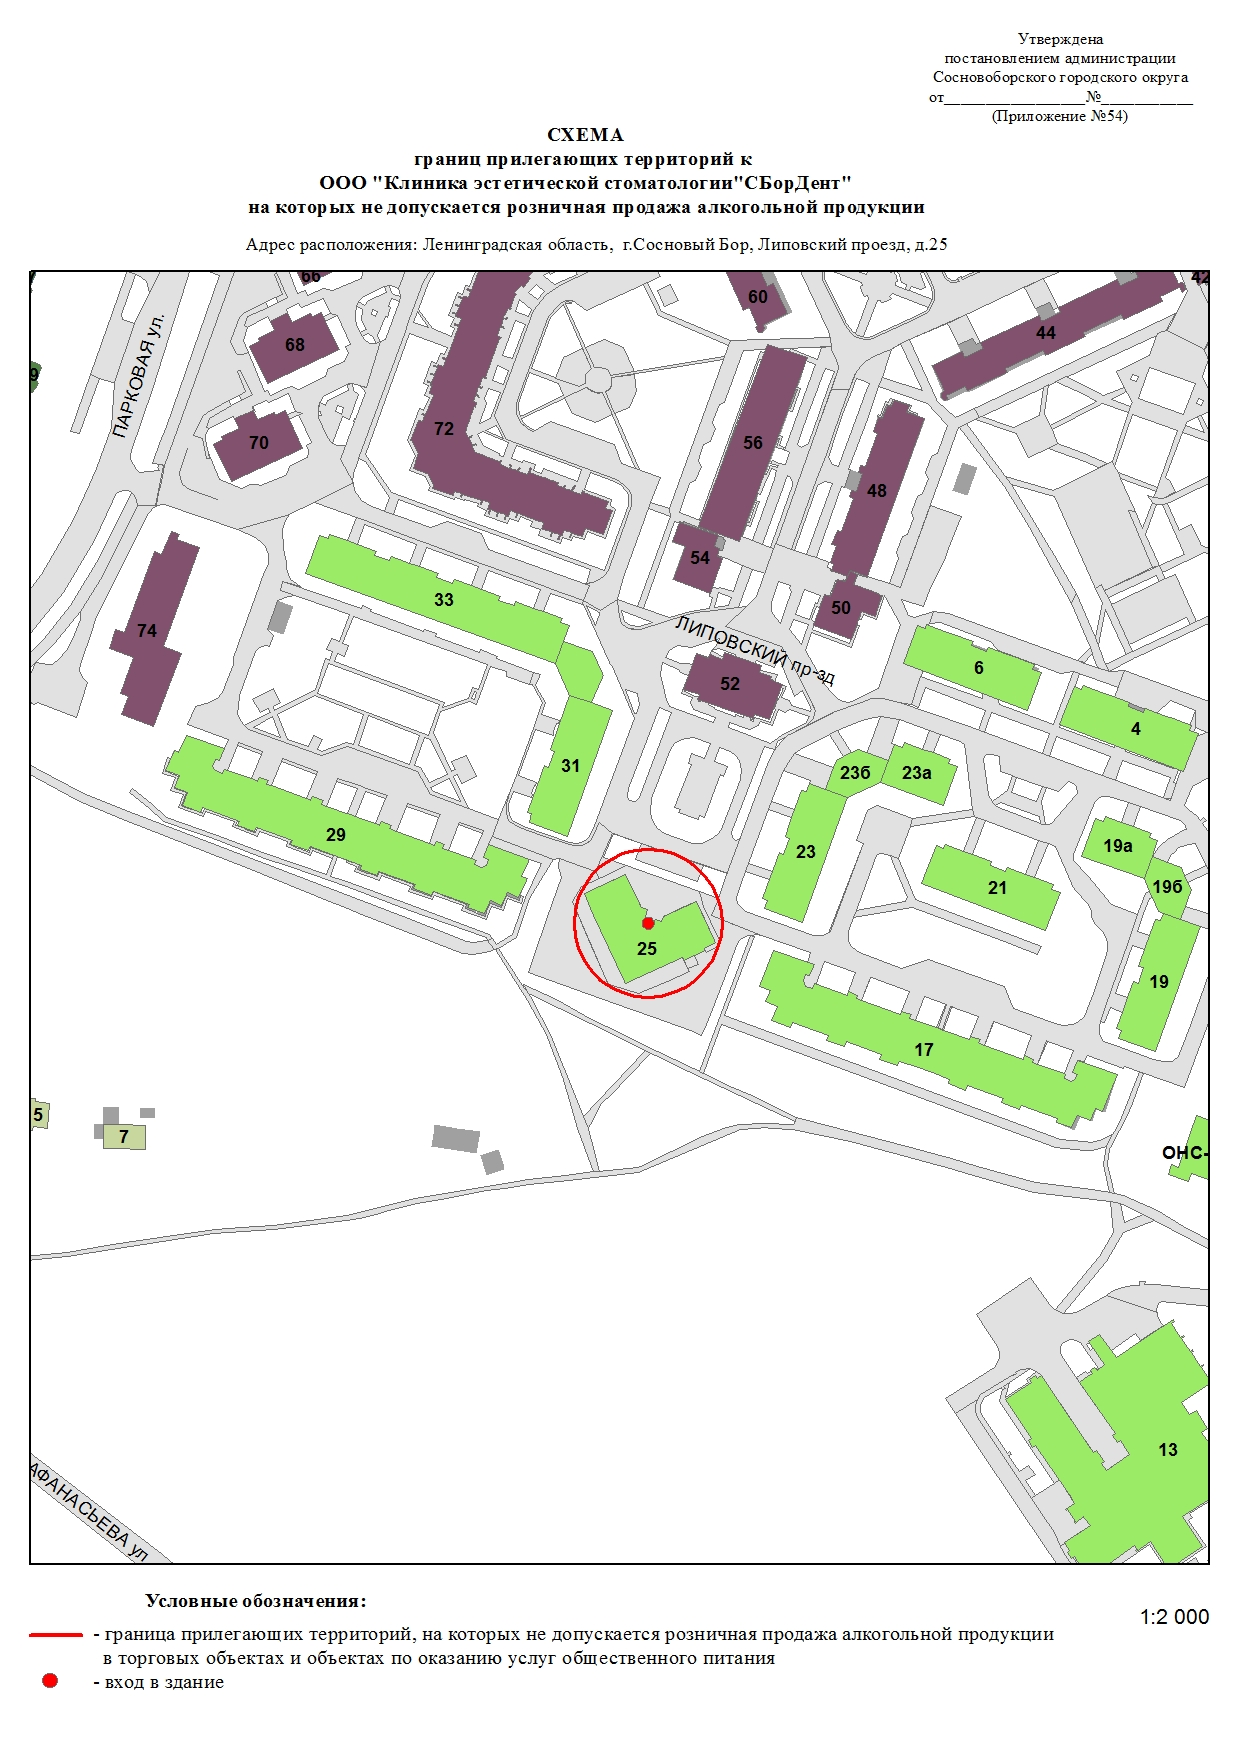 Утверждена
постановлением администрации
Сосновоборского городского округа
от_________________№___________
(Приложение №54)
СХЕМА
границ прилегающих территорий к
ООО "Клиника эстетической стоматологии"СБорДент"
на которых не допускается розничная продажа алкогольной продукции
Адрес расположения: Ленинградская область, г.Сосновый Бор, Липовский проезд, д.25
66
42
60
44
68
9
ПАРКОВАЯ ул.
72
70
56
48
54
33
50
74
ЛИПОВСКИЙ пр-зд
6
52
4
31
23б
23а
29
23
19а
21
19б
25
19
17
5
7
ОНС-
13
АФАНАСЬЕВА ул
Условные обозначения:
1:2 000
- граница прилегающих территорий, на которых не допускается розничная продажа алкогольной продукции
в торговых объектах и объектах по оказанию услуг общественного питания
- вход в здание